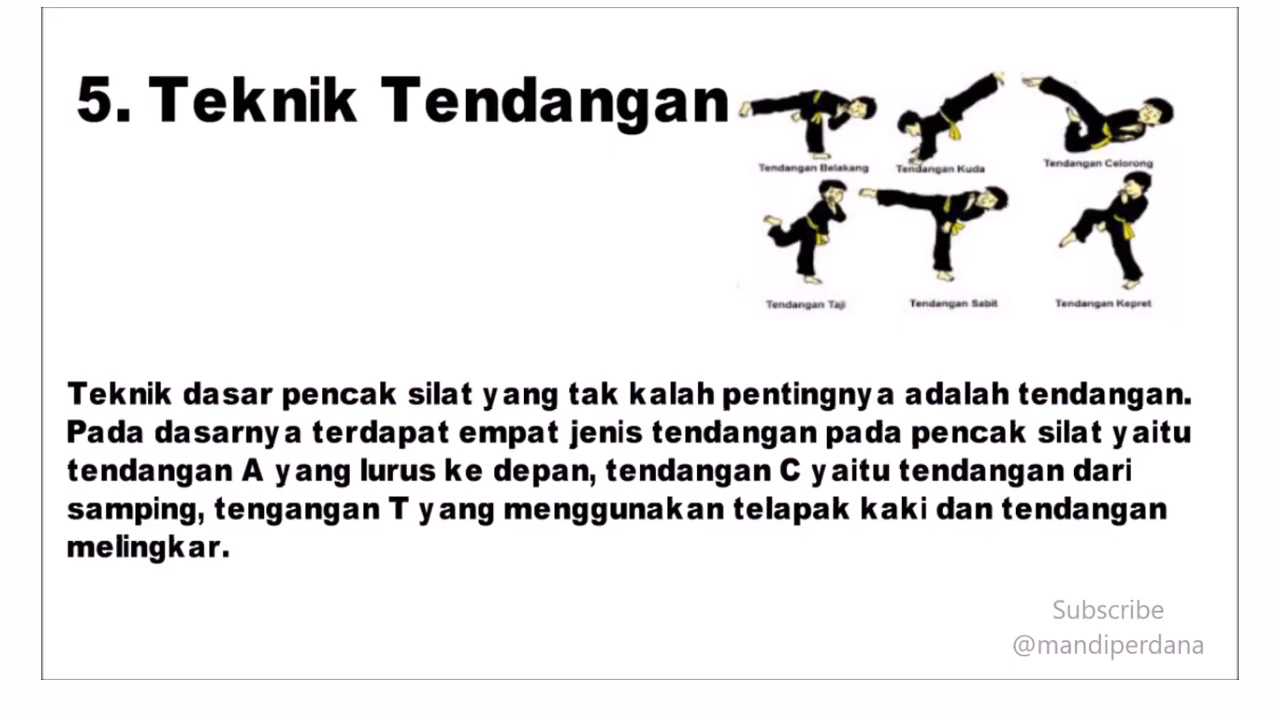 5. Teknik Tendangan
Tendangan Belakang
Tendangan Kuda
Tendangan Celorong
Tendangan Taji
Tendangan Sabit
Tendangan Kepret
Teknik dasar pencak silat yang tak kalah pentingnya adalah tendangan.
Pada dasarnya terdapat empat jenis tendangan pada pencak silat yaitu
tendangan A yang lurus ke depan, tendangan C yaitu tendangan dari
samping, tengangan T yang menggunakan telapak kaki dan tendangan
melingkar.
Subscribe
@mandiperdana